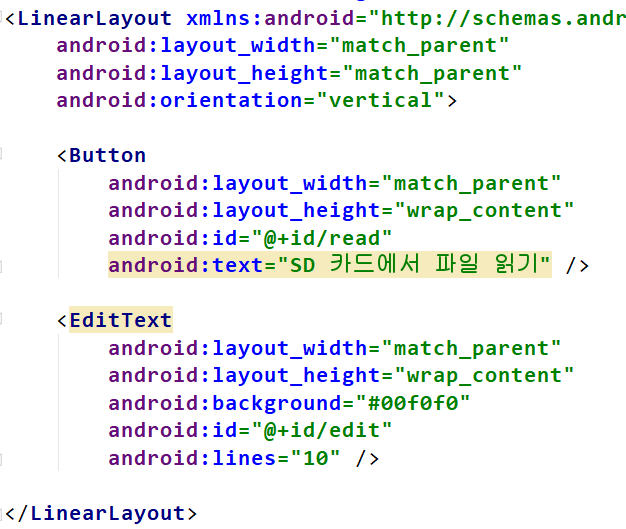 <LinearLayout xmlns:android="http://schemas.andr
android:layout_width="match_parent"
android:layout_height="match_parent"
android:orientation="vertical">
<Button
android:layout_width="match_parent"
android:layout_height="wrap_content"
android:id="@+id/read"
android:text="SD 카드에서 파일 읽기" />
<EditText
android:layout_width="match_parent"
android:layout_height="wrap_content"
android:background="#00f0f0"
android:id="@+id/edit"
android:lines="10" />
</LinearLayout>